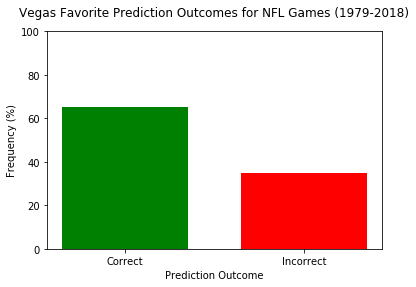 Vegas Favorite Prediction Outcomes for NFL Games (1979-2018)
100
80
60
40
20
0
Frequency (%)
Correct
Incorrect
Prediction Outcome